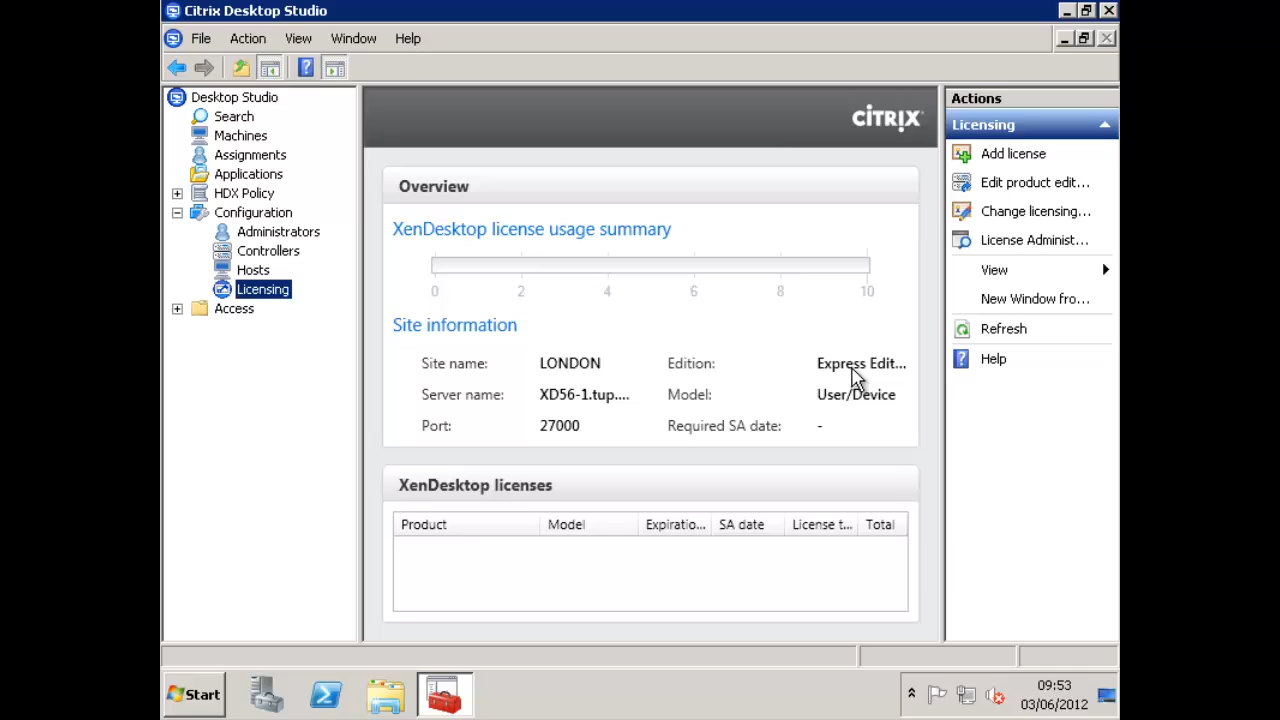 Citrix Desktop Studio
File Action View Window Help
Desktop Studio
Search
Machines
Assignments
Applications
HDX Policy
Configuration
Administrators
Controllers
Hosts
Licensing
Access
CITRIX
Overview
XenDesktop license usage summary
0 2 4 6 8 10
Site information
Site name: LONDON Edition: Express Edit...
Server name: XD56-1.tup.... Model: User/Device
Port: 27000 Required SA date: -
XenDesktop licenses
Product Model Expiratio... SA date License t... Total
Actions
Licensing
Add license
Edit product edit...
Change licensing...
License Administ...
View
New Window fro...
Refresh
Help
Start
09:53
03/06/2012